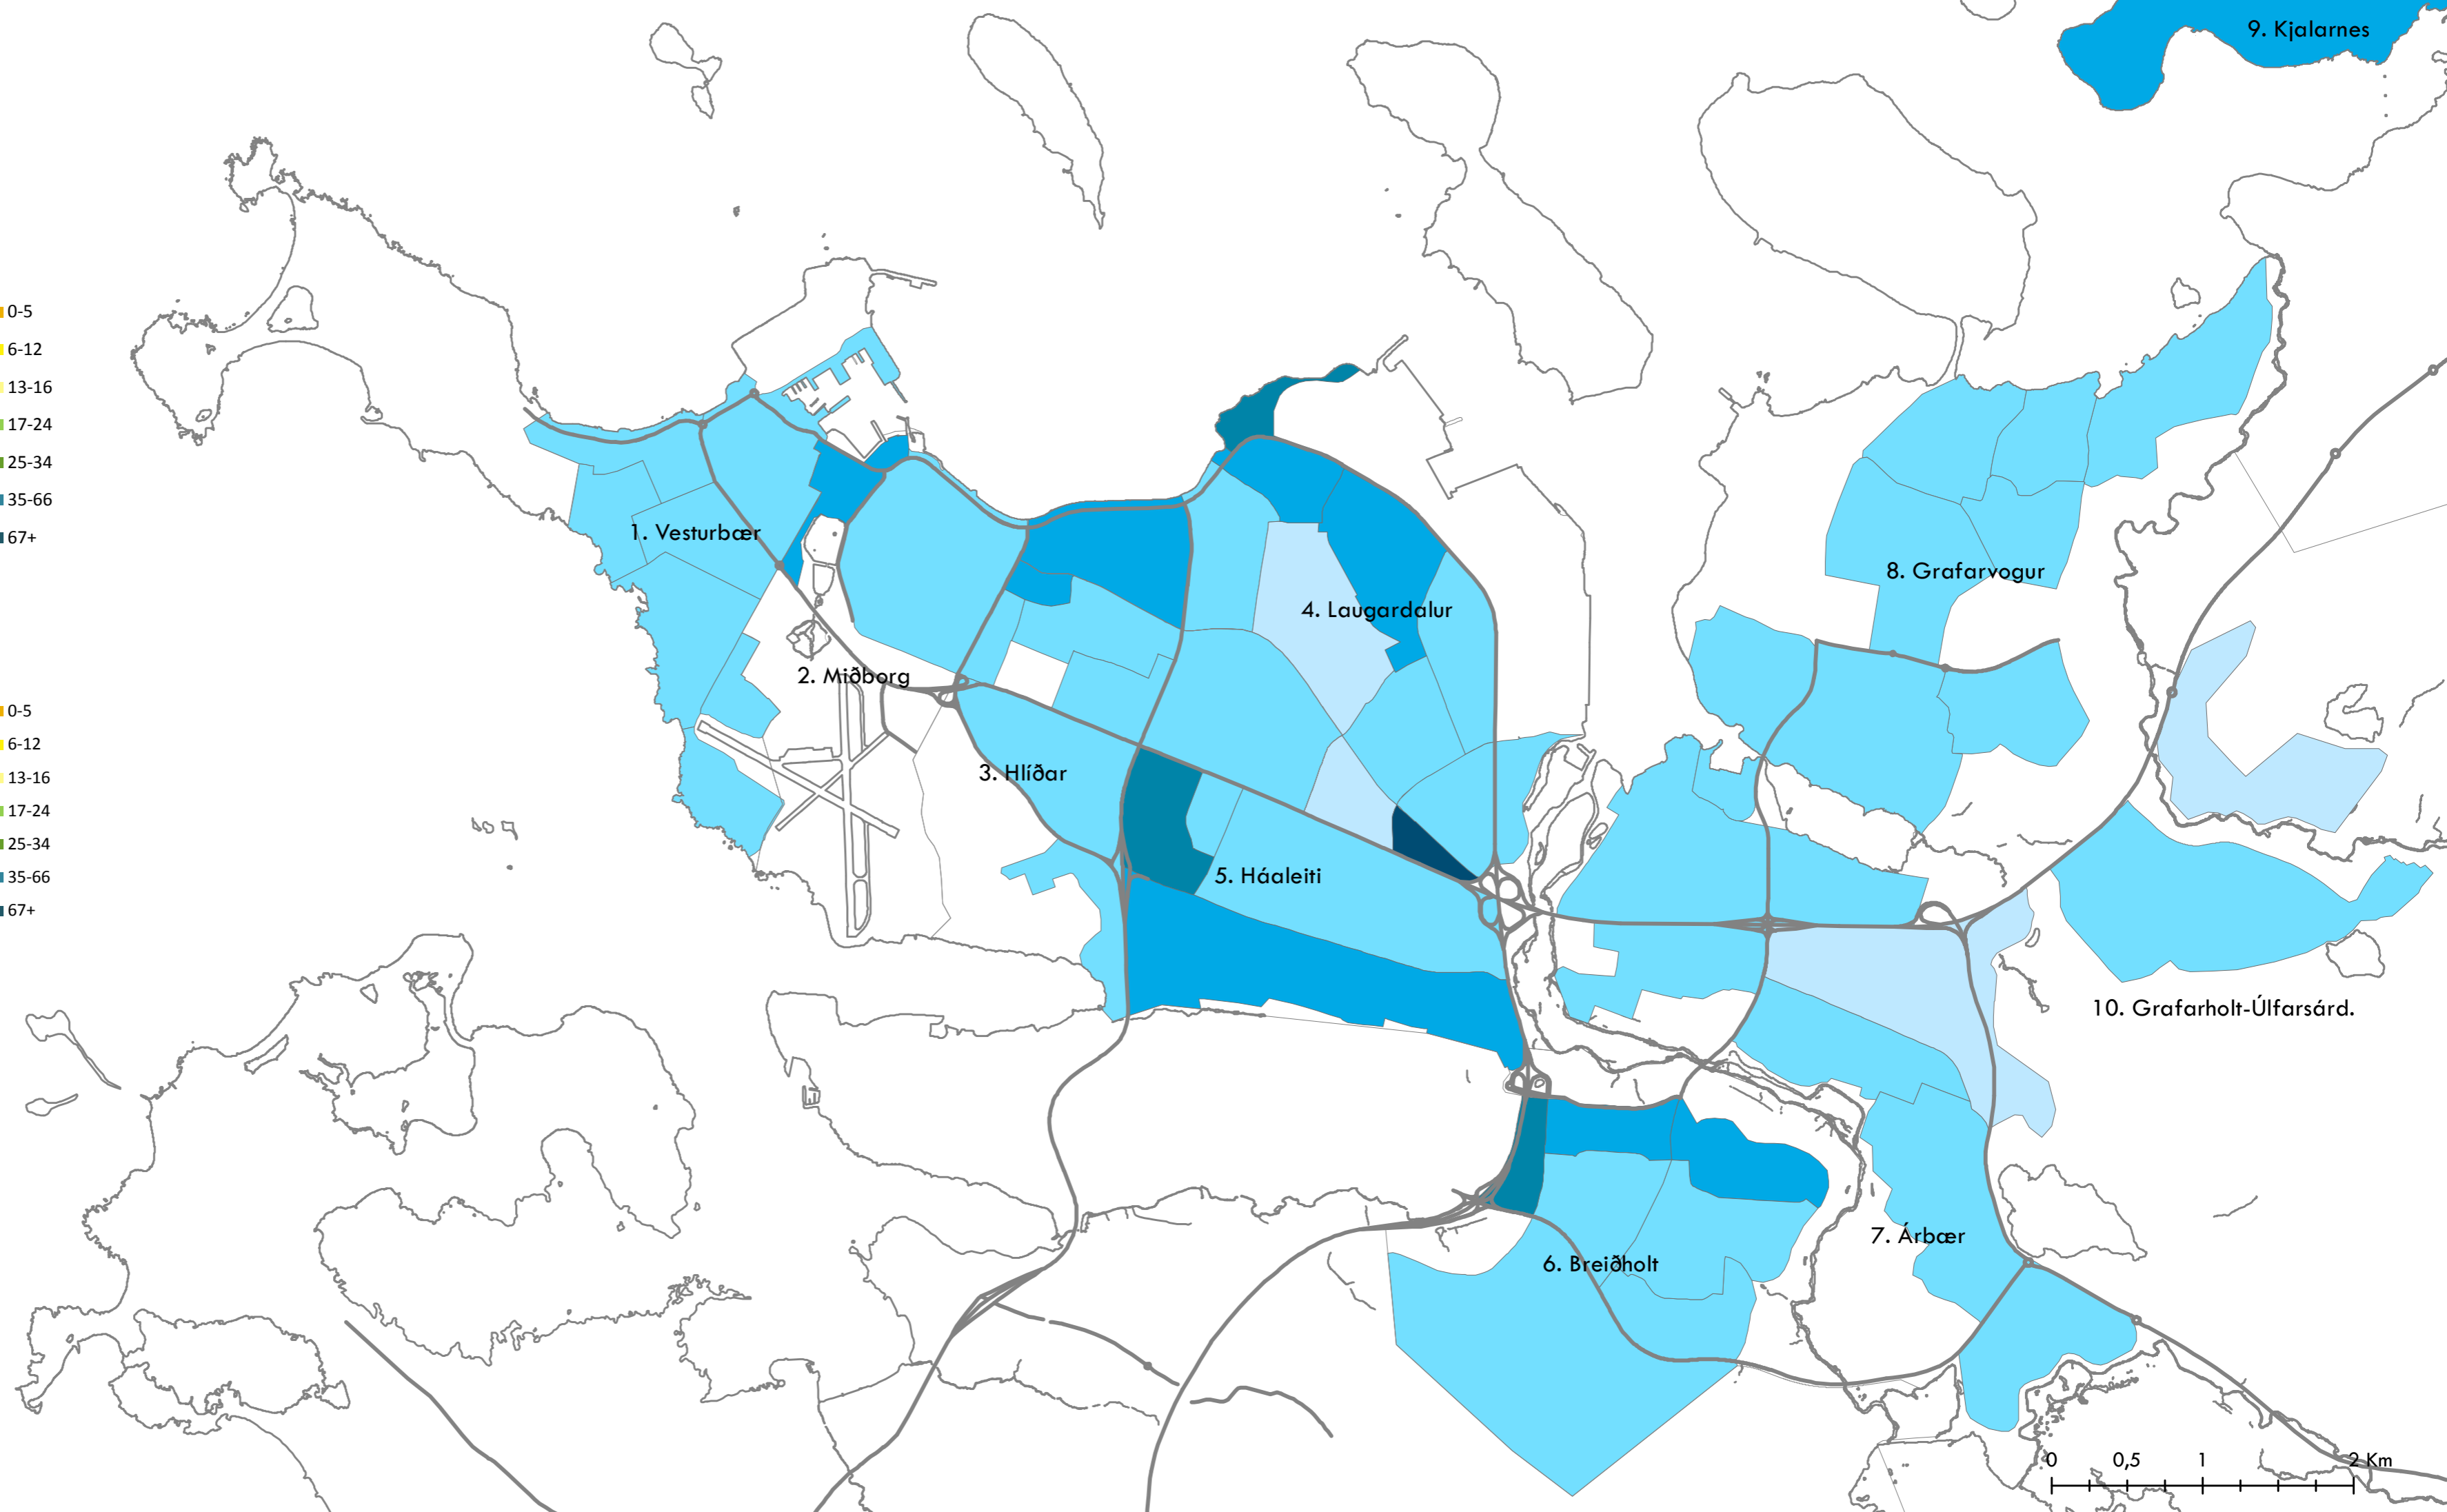 9. Kjalarnes
0-5
6-12
13-16
17-24
25-34
35-66
67+
1. Vesturbær
8. Grafarvogur
4. Laugardalur
2. Miðborg
0-5
6-12
3. Hlíðar
13-16
17-24
25-34
5. Háaleiti
35-66
67+
10. Grafarholt-Úlfarsárd.
7. Árbær
6. Breiðholt
0 0,5 1 2 Km